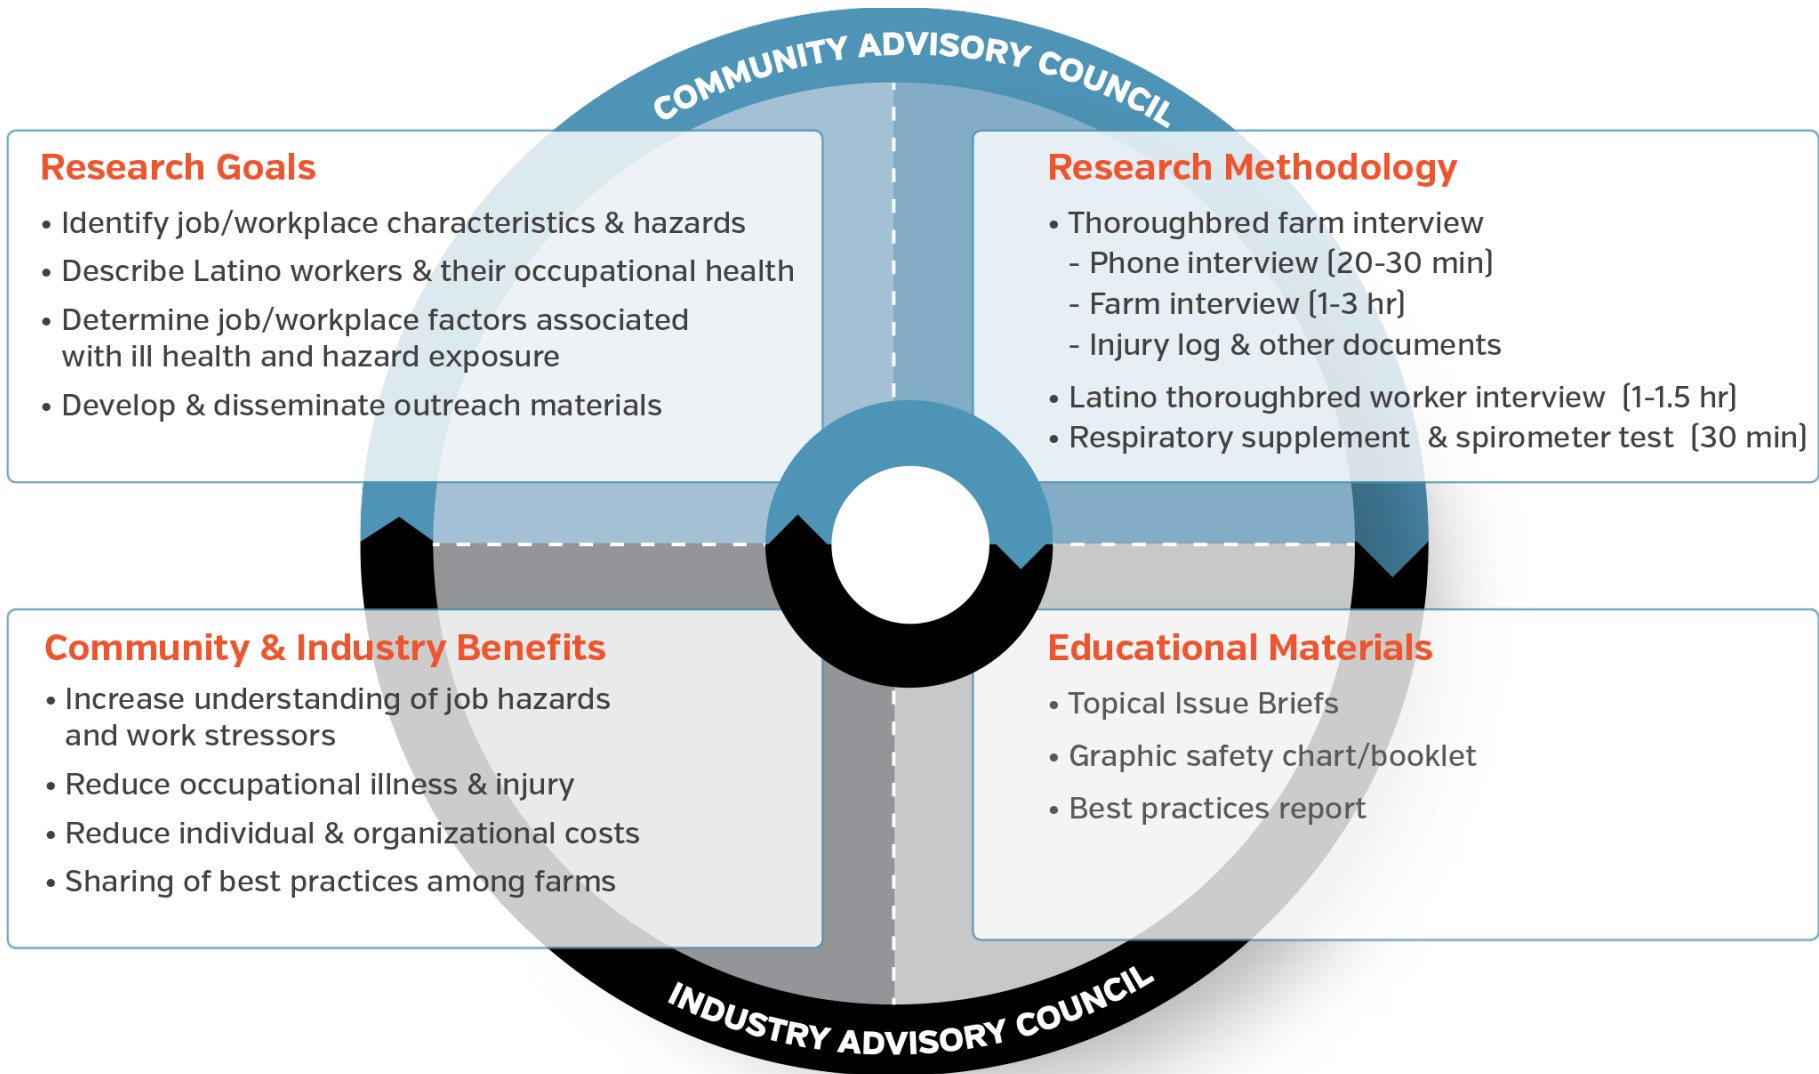 COMMUNITY ADVISORY COUNCIL
Research Goals
• Identify job/workplace characteristics & hazards
• Describe Latino workers & their occupational health
• Determine job/workplace factors associated
with ill health and hazard exposure
• Develop & disseminate outreach materials
Research Methodology
• Thoroughbred farm interview
- Phone interview (20-30 min)
- Farm interview (1-3 hr)
- Injury log & other documents
• Latino thoroughbred worker interview (1-1.5 hr)
• Respiratory supplement & spirometer test (30 min)
Community & Industry Benefits
• Increase understanding of job hazards
and work stressors
• Reduce occupational illness & injury
• Reduce individual & organizational costs
• Sharing of best practices among farms
Educational Materials
• Topical Issue Briefs
• Graphic safety chart/booklet
• Best practices report
INDUSTRY ADVISORY COUNCIL